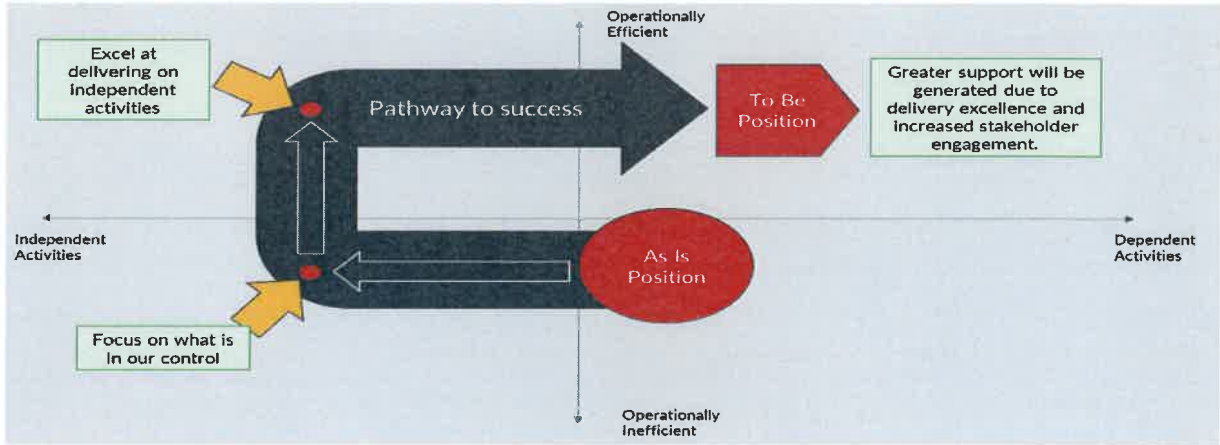 Operationally
Efficient
Excel at
delivering on
independent
activities
Pathway to success
To Be
Position
Greater support will be
generated due to
delivery excellence and
increased stakeholder
engagement.
Independent
Activities
Dependent
Activities
As Is
Position
Focus on what is
In our control
Operationally
Inefficient